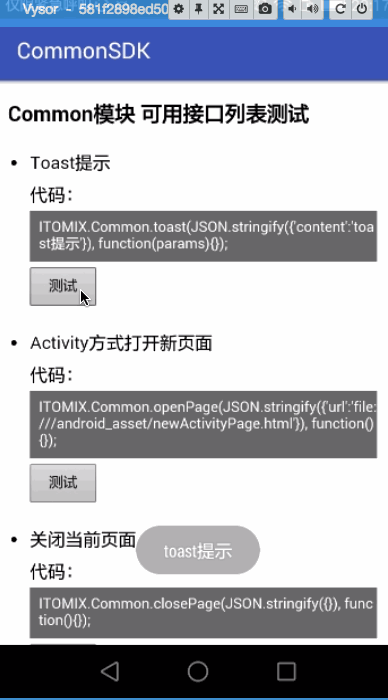 Vysor - 581f2898ed50
CommonSDK
Common模块 可用接口列表测试
Toast提示
代码：
ITOMIX.Common.toast(JSON.stringify({'content':'toa
st提示'}), function(params){});
测试
Activity方式打开新页面
代码：
ITOMIX.Common.openPage(JSON.stringify({'url':'file:
///android_asset/newActivityPage.html'}), function()
{});
测试
关闭当前页面
toast提示
代码：
ITOMIX.Common.closePage(JSON.stringify({}), func
tion(){});